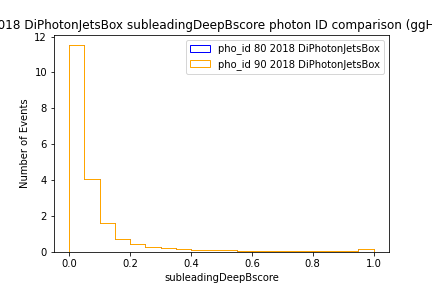 018 DiPhotonJetsBox subleadingDeepBscore photon ID comparison (ggH
12
10
8
6
4
2
0
Number of Events
pho_id 80 2018 DiPhotonJetsBox
pho_id 90 2018 DiPhotonJetsBox
0.0 0.2 0.4 0.6 0.8 1.0
subleadingDeepBscore